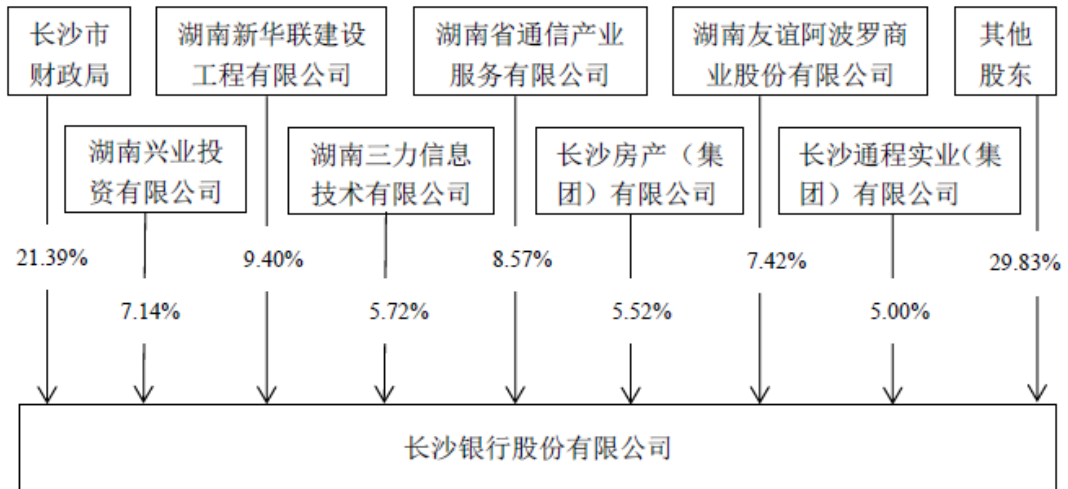 长沙市
财政局
湖南新华联建设
工程有限公司
湖南省通信产业
服务有限公司
湖南友谊阿波罗商
业股份有限公司
其他
股东
湖南兴业投
资有限公司
湖南三力信息
技术有限公司
长沙房产（集
团）有限公司
长沙通程实业（集
团）有限公司
21.39%
9.40%
8.57%
7.42%
29.83%
7.14%
5.72%
5.52%
5.00%
长沙银行股份有限公司